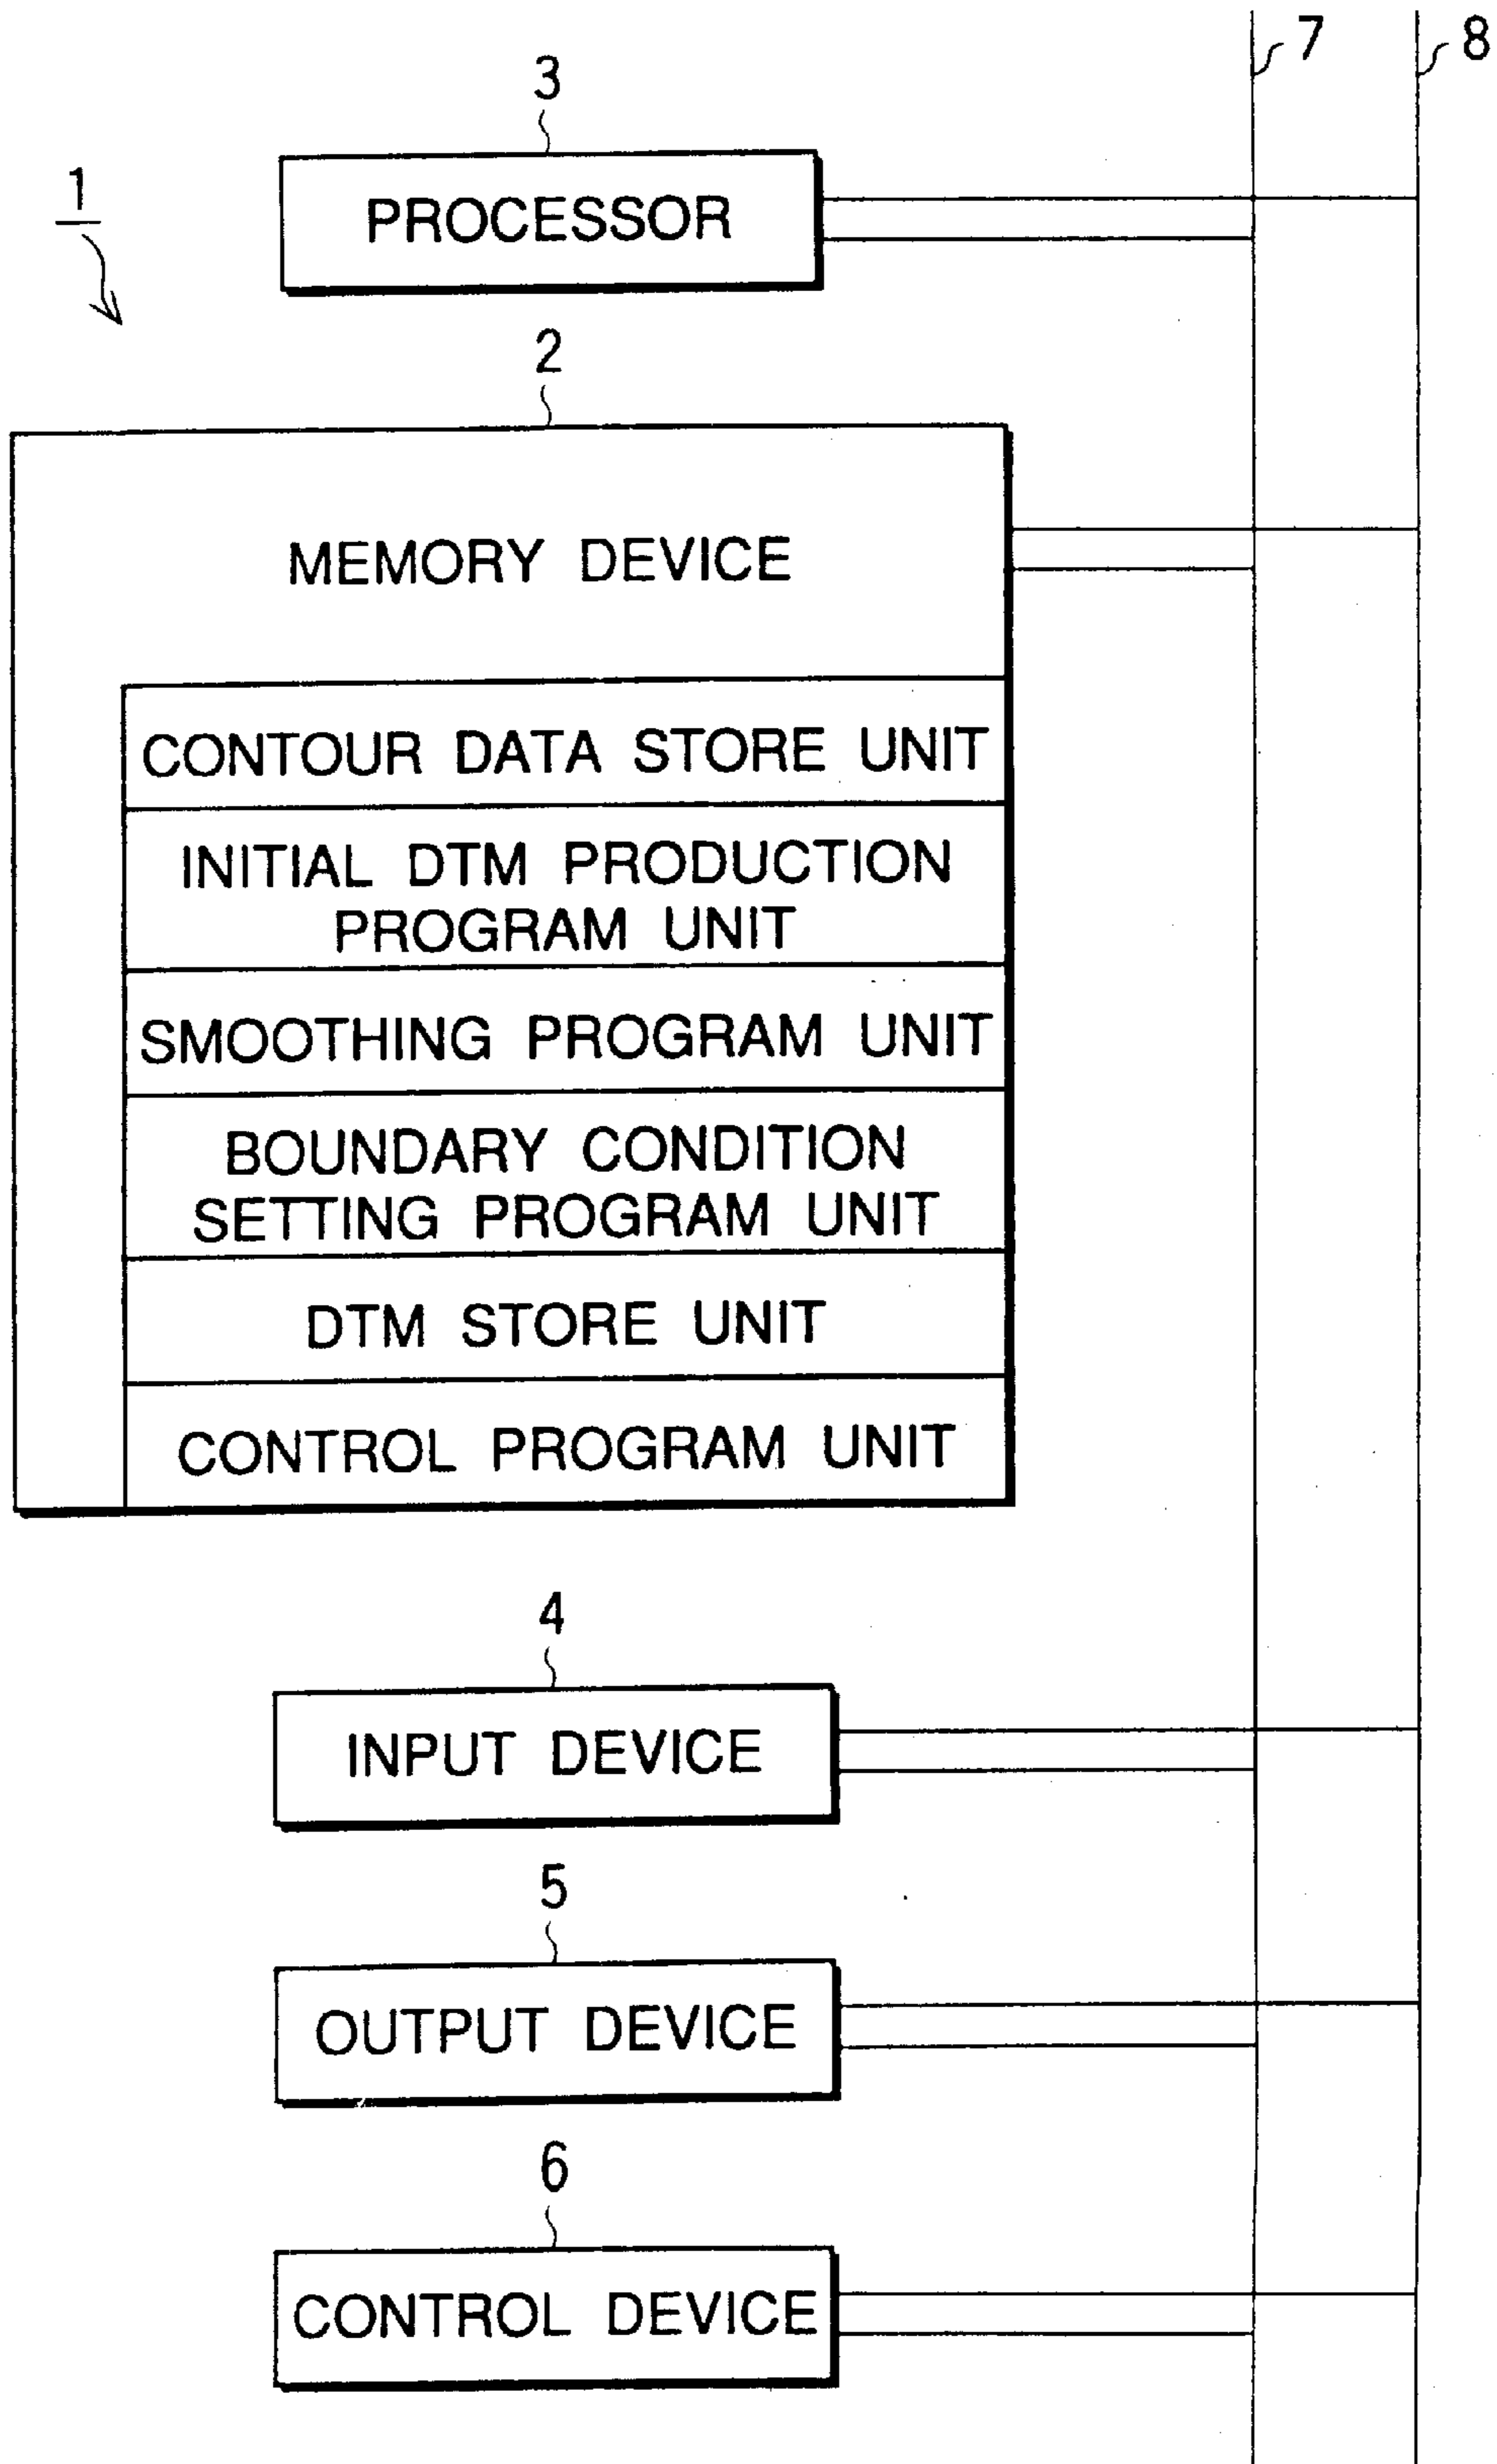 7
8
3
1
PROCESSOR
2
MEMORY DEVICE
CONTOUR DATA STORE UNIT
INITIAL DTM PRODUCTION
PROGRAM UNIT
SMOOTHING PROGRAM UNIT
BOUNDARY CONDITION
SETTING PROGRAM UNIT
DTM STORE UNIT
CONTROL PROGRAM UNIT
4
INPUT DEVICE
5
OUTPUT DEVICE
6
CONTROL DEVICE